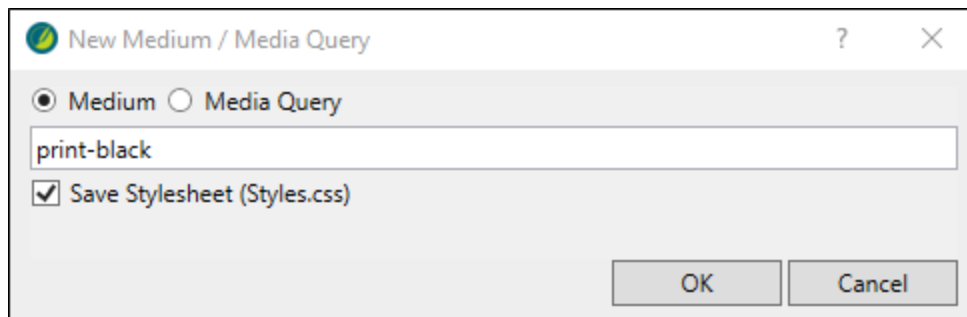 New Medium / Media Query ?
Medium Media Query
print-black
Save Stylesheet (Styles.css)
OK Cancel